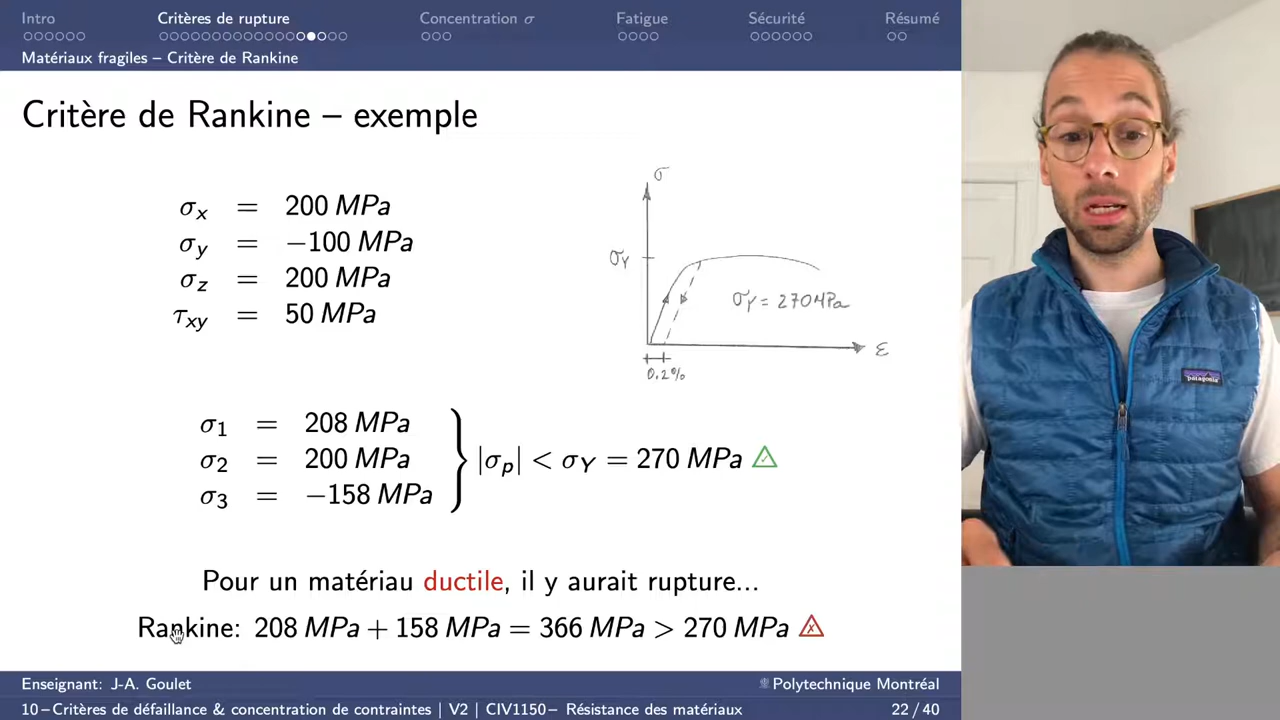 Intro Critères de rupture Concentration σ Fatigue Sécurité Résumé
Matériaux fragiles – Critère de Rankine
Critère de Rankine – exemple
σx = 200 MPa
σy = −100 MPa
σz = 200 MPa
τxy = 50 MPa
σ
σY
σY = 270 MPa
ε
0.2%
σ1 = 208 MPa
σ2 = 200 MPa
σ3 = −158 MPa
|σp| < σY = 270 MPa
Pour un matériau ductile, il y aurait rupture...
Rankine: 208 MPa + 158 MPa = 366 MPa > 270 MPa
patagonia
Enseignant: J-A. Goulet Polytechnique Montréal
10 – Critères de défaillance & concentration de contraintes | V2 | CIV1150 – Résistance des matériaux 22 / 40